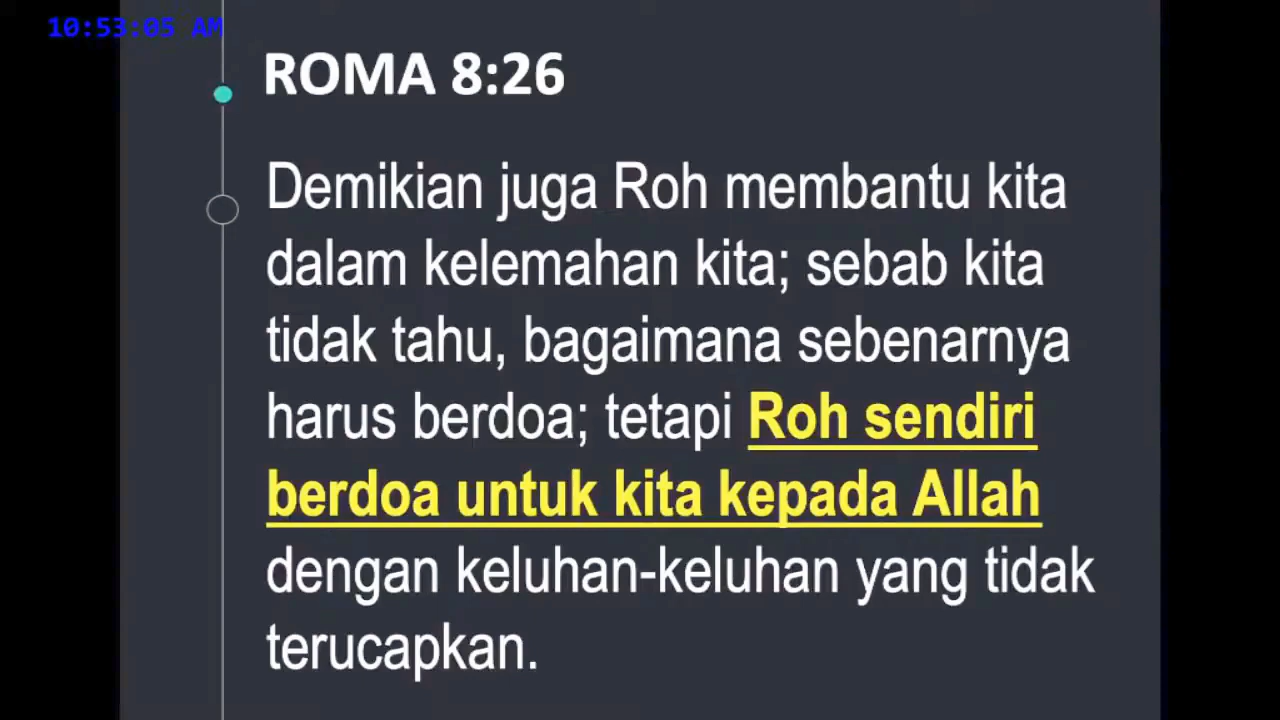 10:53:05 AM
ROMA 8:26
Demikian juga Roh membantu kita
dalam kelemahan kita; sebab kita
tidak tahu, bagaimana sebenarnya
harus berdoa; tetapi Roh sendiri
berdoa untuk kita kepada Allah
dengan keluhan-keluhan yang tidak
terucapkan.